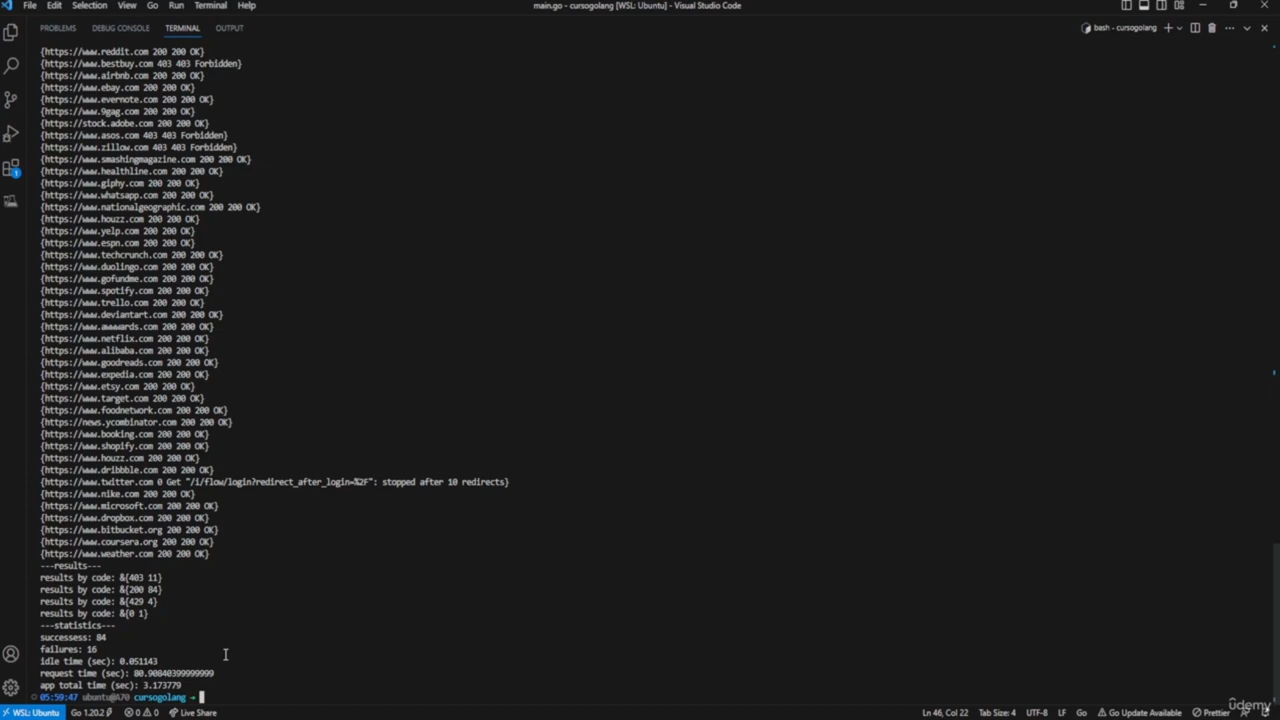 File Edit Selection View Go Run Terminal Help
main.go - cursogolang [WSL: Ubuntu] - Visual Studio Code
PROBLEMS DEBUG CONSOLE TERMINAL OUTPUT
bash - cursogolang
{https://www.reddit.com 200 200 OK}
{https://www.bestbuy.com 403 403 Forbidden}
{https://www.airbnb.com 200 200 OK}
{https://www.ebay.com 200 200 OK}
{https://www.evernote.com 200 200 OK}
{https://www.9gag.com 200 200 OK}
{https://stock.adobe.com 200 200 OK}
{https://www.asos.com 403 403 Forbidden}
{https://www.zillow.com 403 403 Forbidden}
{https://www.smashingmagazine.com 200 200 OK}
{https://www.healthline.com 200 200 OK}
{https://www.giphy.com 200 200 OK}
{https://www.whatsapp.com 200 200 OK}
{https://www.nationalgeographic.com 200 200 OK}
{https://www.houzz.com 200 200 OK}
{https://www.yelp.com 200 200 OK}
{https://www.espn.com 200 200 OK}
{https://www.techcrunch.com 200 200 OK}
{https://www.duolingo.com 200 200 OK}
{https://www.gofundme.com 200 200 OK}
{https://www.spotify.com 200 200 OK}
{https://www.trello.com 200 200 OK}
{https://www.deviantart.com 200 200 OK}
{https://www.awwwards.com 200 200 OK}
{https://www.netflix.com 200 200 OK}
{https://www.alibaba.com 200 200 OK}
{https://www.goodreads.com 200 200 OK}
{https://www.expedia.com 200 200 OK}
{https://www.etsy.com 200 200 OK}
{https://www.target.com 200 200 OK}
{https://www.foodnetwork.com 200 200 OK}
{https://news.ycombinator.com 200 200 OK}
{https://www.booking.com 200 200 OK}
{https://www.shopify.com 200 200 OK}
{https://www.houzz.com 200 200 OK}
{https://www.dribbble.com 200 200 OK}
{https://www.twitter.com 0 Get "/i/flow/login?redirect_after_login=%2F": stopped after 10 redirects}
{https://www.nike.com 200 200 OK}
{https://www.microsoft.com 200 200 OK}
{https://www.dropbox.com 200 200 OK}
{https://www.bitbucket.org 200 200 OK}
{https://www.coursera.org 200 200 OK}
{https://www.weather.com 200 200 OK}
---results---
results by code: &{403 11}
results by code: &{200 84}
results by code: &{429 4}
results by code: &{0 1}
---statistics---
successess: 84
failures: 16
idle time (sec): 0.051143
request time (sec): 80.90840399999999
app total time (sec): 3.173779
05:59:47 ubuntu@A70 cursogolang →
WSL: Ubuntu Go 1.20.2 0 0 Live Share Ln 46, Col 22 Tab Size: 4 UTF-8 LF Go Go Update Available Prettier
1
udemy